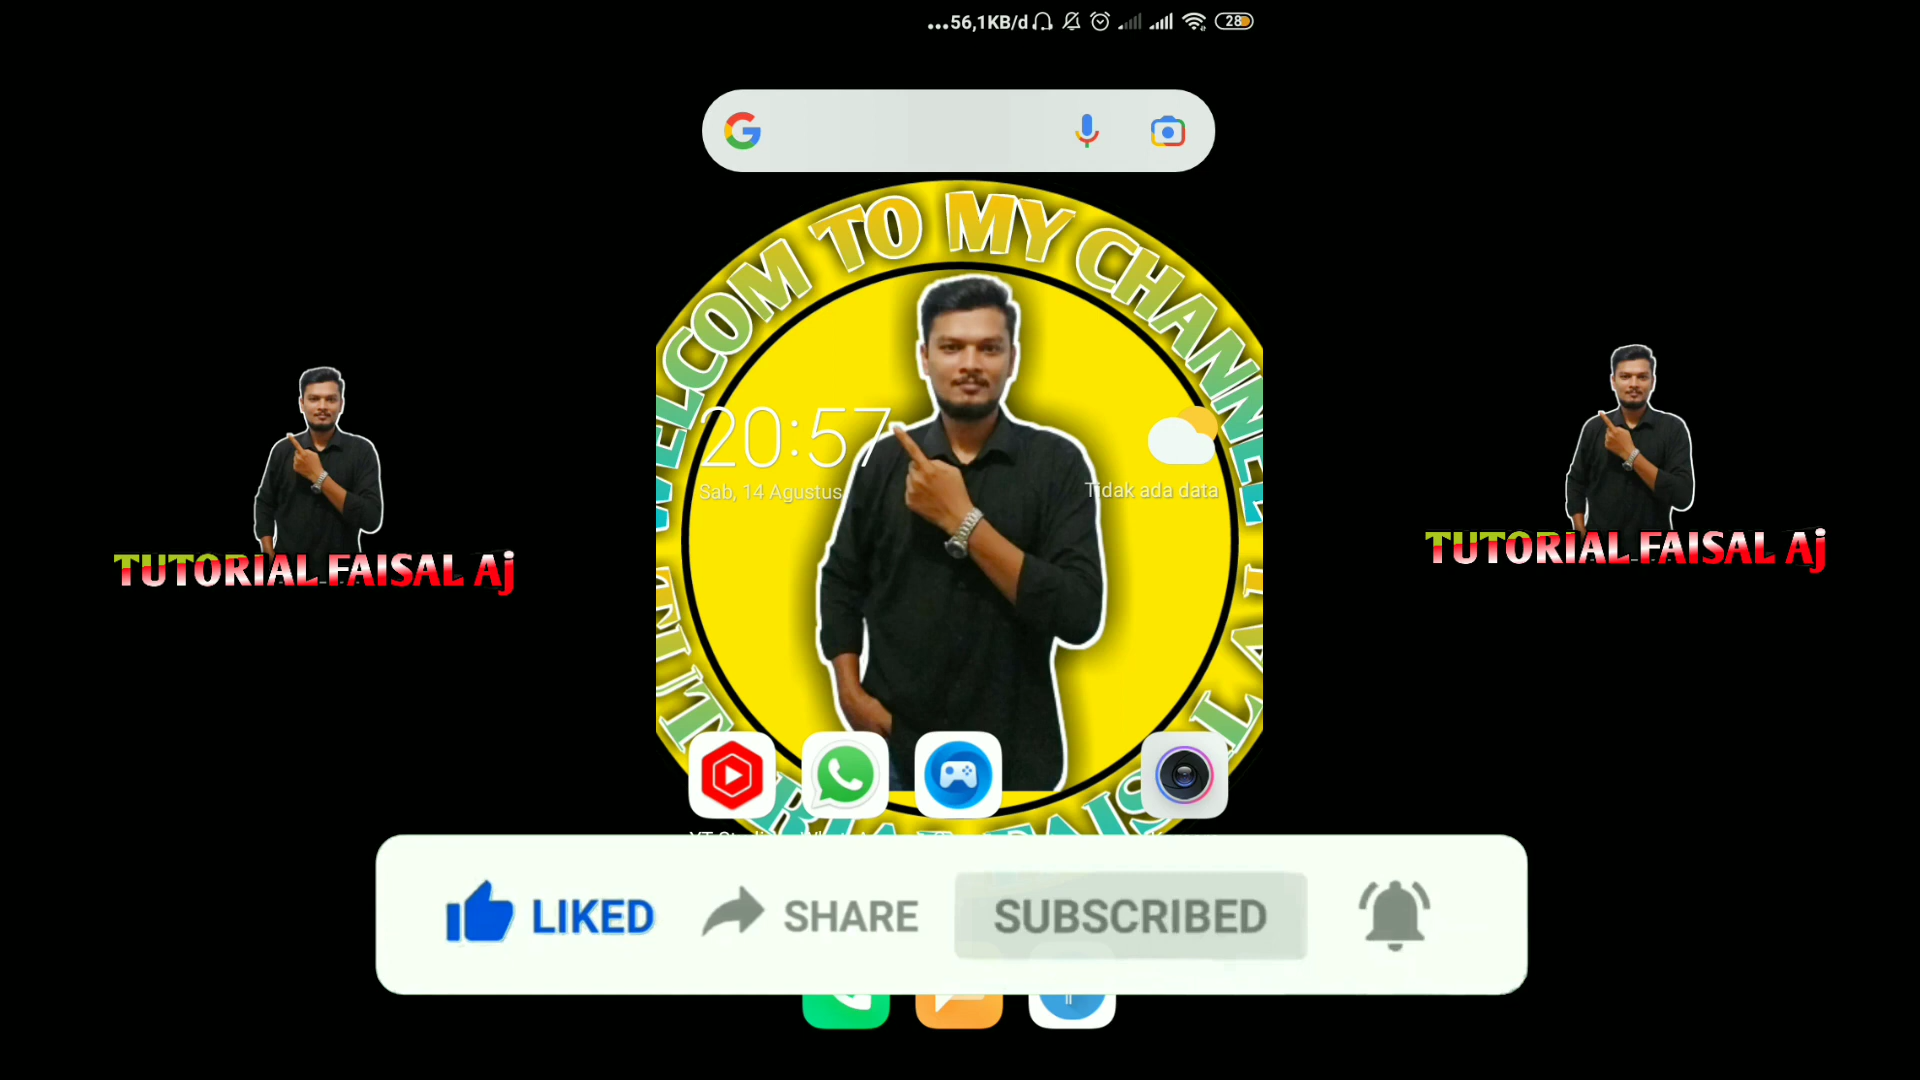 ...56,1KB/d 28
WELCOM TO MY CHANNEL
20:57
Sab, 14 Agustus
Tidak ada data
TUTORIAL FAISAL Aj
TUTORIAL FAISAL Aj
LIKED SHARE SUBSCRIBED